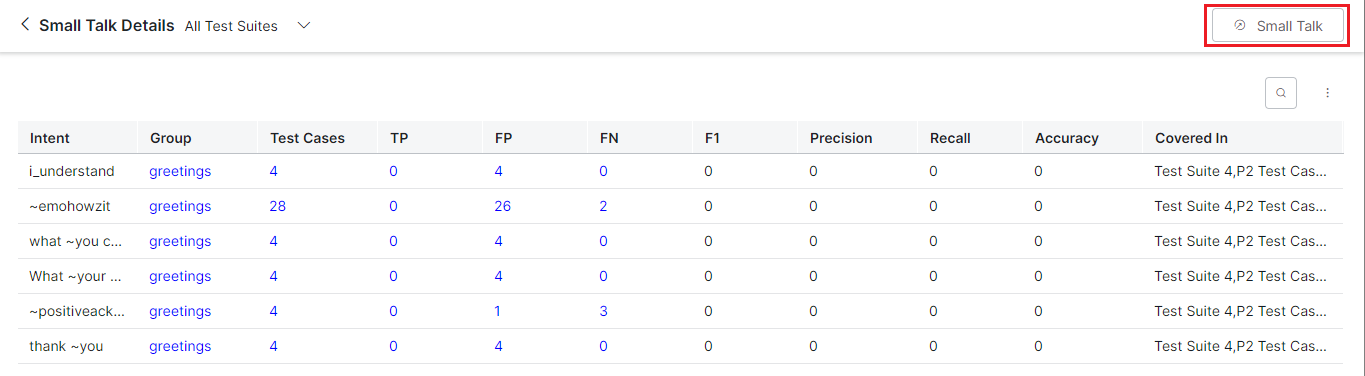 Small Talk Details All Test Suites Small Talk
Intent Group Test Cases TP FP FN F1 Precision Recall Accuracy Covered In
i_understand greetings 4 0 4 0 0 0 0 0 Test Suite 4,P2 Test Cas...
~emohowzit greetings 28 0 26 2 0 0 0 0 Test Suite 4,P2 Test Cas...
what ~you c... greetings 4 0 4 0 0 0 0 0 Test Suite 4,P2 Test Cas...
What ~your ... greetings 4 0 4 0 0 0 0 0 Test Suite 4,P2 Test Cas...
~positiveack... greetings 4 0 1 3 0 0 0 0 Test Suite 4,P2 Test Cas...
thank ~you greetings 4 0 4 0 0 0 0 0 Test Suite 4,P2 Test Cas...